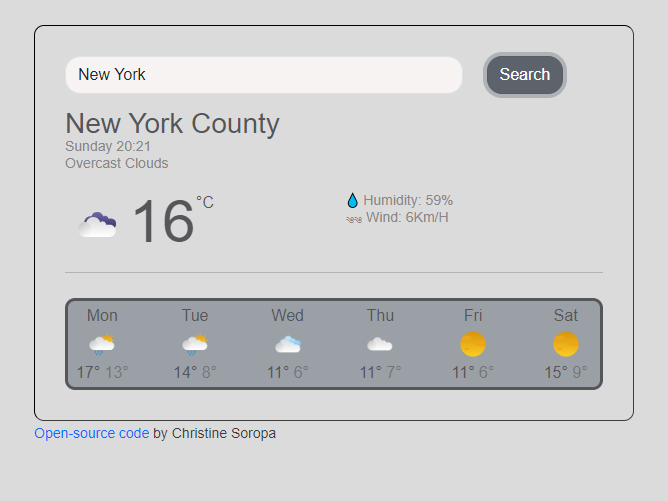 New York
Search
New York County
Sunday 20:21
Overcast Clouds
16 °C
Humidity: 59%
Wind: 6Km/H
Mon Tue Wed Thu Fri Sat
17° 13° 14° 8° 11° 6° 11° 7° 11° 6° 15° 9°
Open-source code by Christine Soropa